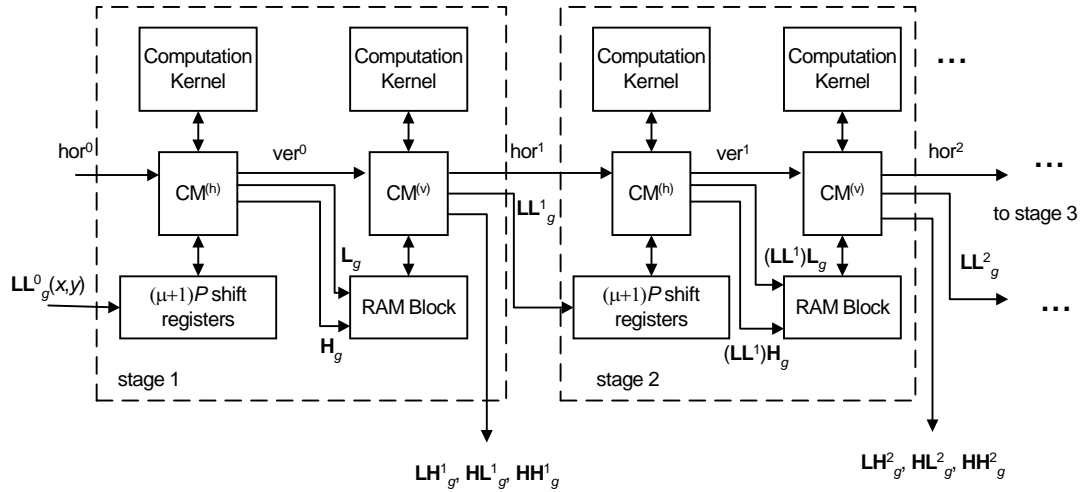 Computation Kernel
Computation Kernel
Computation Kernel
Computation Kernel
...
hor⁰
CM⁽ʰ⁾
ver⁰
CM⁽ᵛ⁾
hor¹
CM⁽ʰ⁾
ver¹
CM⁽ᵛ⁾
hor²
...
to stage 3
LL⁰g(x,y)
(μ+1)P shift registers
Lg
Hg
RAM Block
LL¹g
(μ+1)P shift registers
(LL¹)Lg
(LL¹)Hg
RAM Block
LL²g
...
stage 1
stage 2
LH¹g, HL¹g, HH¹g
LH²g, HL²g, HH²g